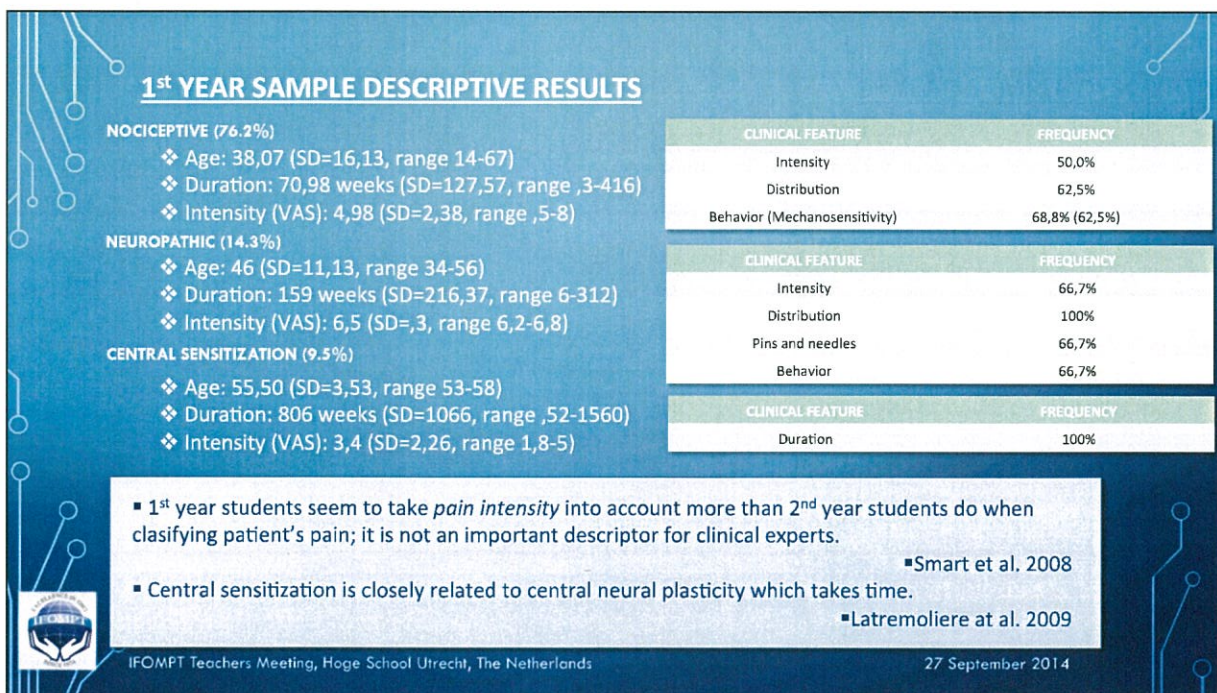 1st YEAR SAMPLE DESCRIPTIVE RESULTS
NOCICEPTIVE (76.2%)
❖ Age: 38,07 (SD=16,13, range 14-67)
❖ Duration: 70,98 weeks (SD=127,57, range ,3-416)
❖ Intensity (VAS): 4,98 (SD=2,38, range ,5-8)
NEUROPATHIC (14.3%)
❖ Age: 46 (SD=11,13, range 34-56)
❖ Duration: 159 weeks (SD=216,37, range 6-312)
❖ Intensity (VAS): 6,5 (SD=,3, range 6,2-6,8)
CENTRAL SENSITIZATION (9.5%)
❖ Age: 55,50 (SD=3,53, range 53-58)
❖ Duration: 806 weeks (SD=1066, range ,52-1560)
❖ Intensity (VAS): 3,4 (SD=2,26, range 1,8-5)
CLINICAL FEATURE FREQUENCY
Intensity 50,0%
Distribution 62,5%
Behavior (Mechanosensitivity) 68,8% (62,5%)
CLINICAL FEATURE FREQUENCY
Intensity 66,7%
Distribution 100%
Pins and needles 66,7%
Behavior 66,7%
CLINICAL FEATURE FREQUENCY
Duration 100%
▪ 1st year students seem to take pain intensity into account more than 2nd year students do when
clasifying patient's pain; it is not an important descriptor for clinical experts.
▪Smart et al. 2008
▪ Central sensitization is closely related to central neural plasticity which takes time.
▪Latremoliere at al. 2009
IFOMPT
IFOMPT Teachers Meeting, Hoge School Utrecht, The Netherlands 27 September 2014